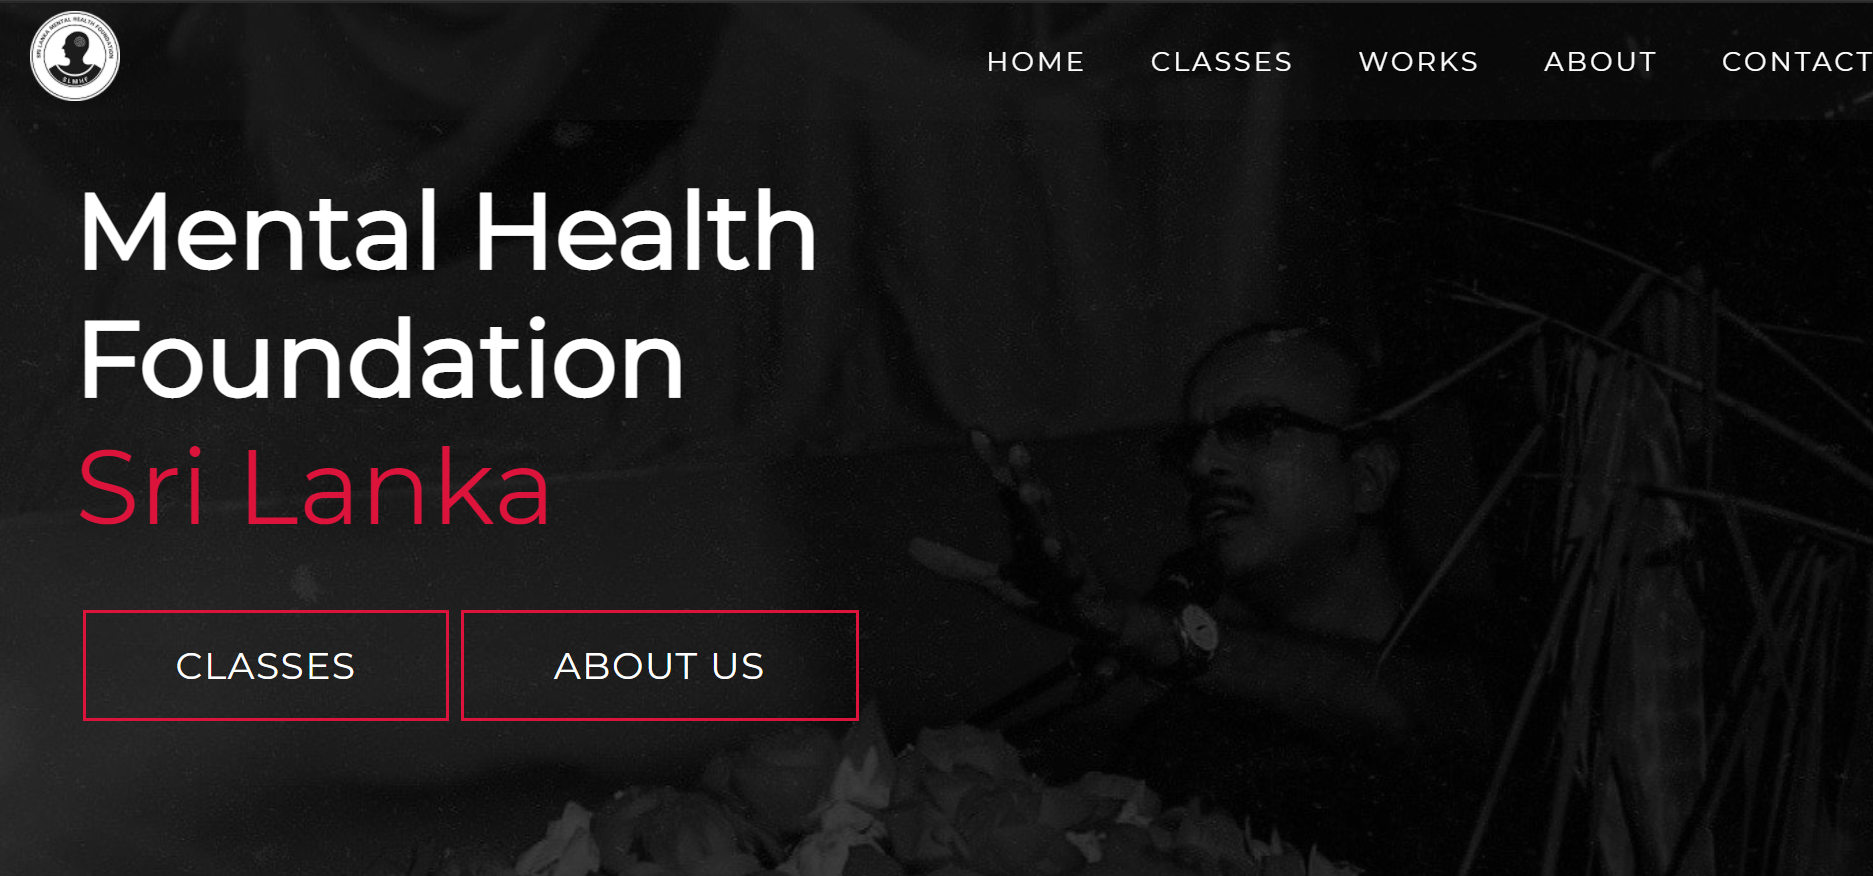 SRI LANKA MENTAL HEALTH FOUNDATION
SLMHF
HOME CLASSES WORKS ABOUT CONTACT
Mental Health
Foundation
Sri Lanka
CLASSES ABOUT US